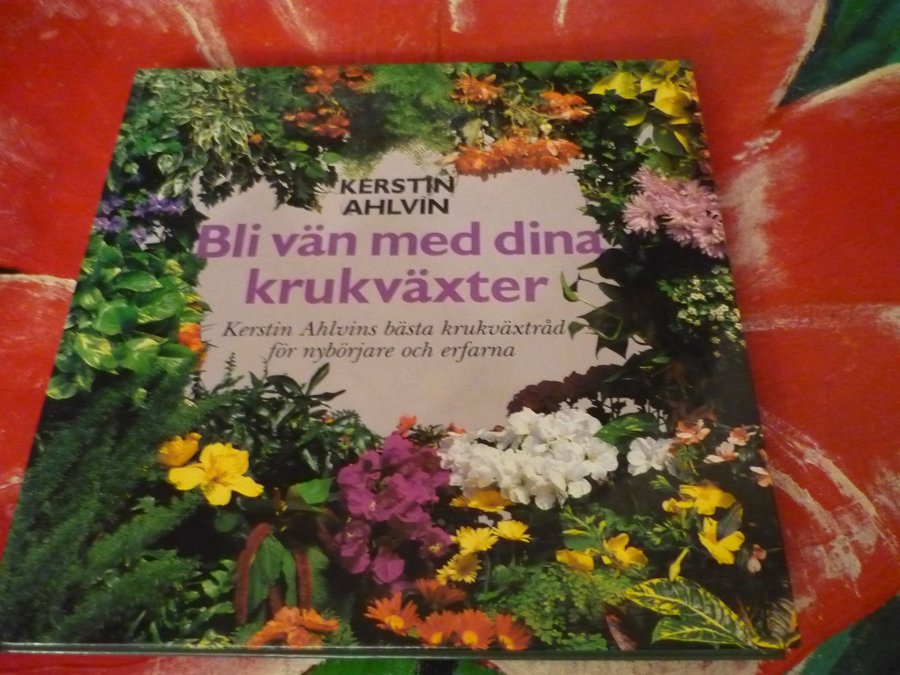 KERSTIN
AHLVIN
Bli vän med dina
krukväxter
Kerstin Ahlvins bästa krukväxtråd
för nybörjare och erfarna